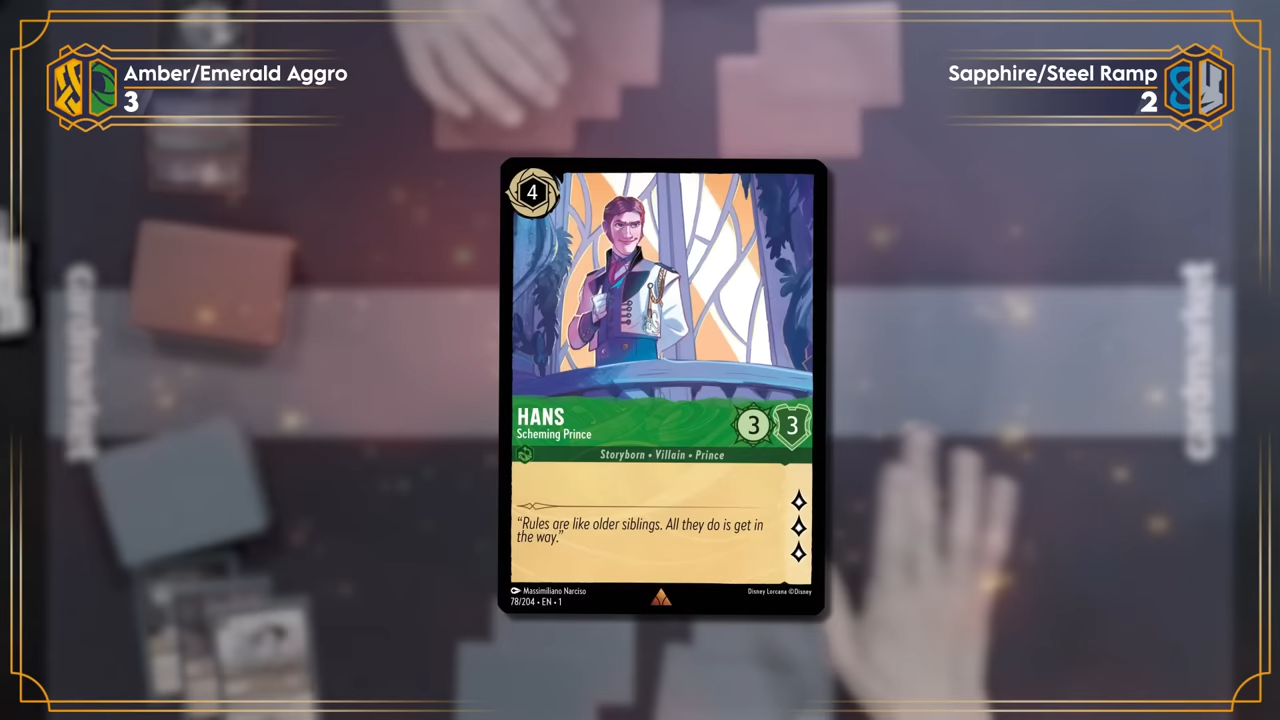 Amber/Emerald Aggro
3
Sapphire/Steel Ramp
2
4
HANS
Scheming Prince
3
3
Storyborn • Villain • Prince
"Rules are like older siblings. All they do is get in
the way."
Massimiliano Narciso
78/204 • EN • 1
Disney Lorcana ©Disney
cardmarket
cardmarket